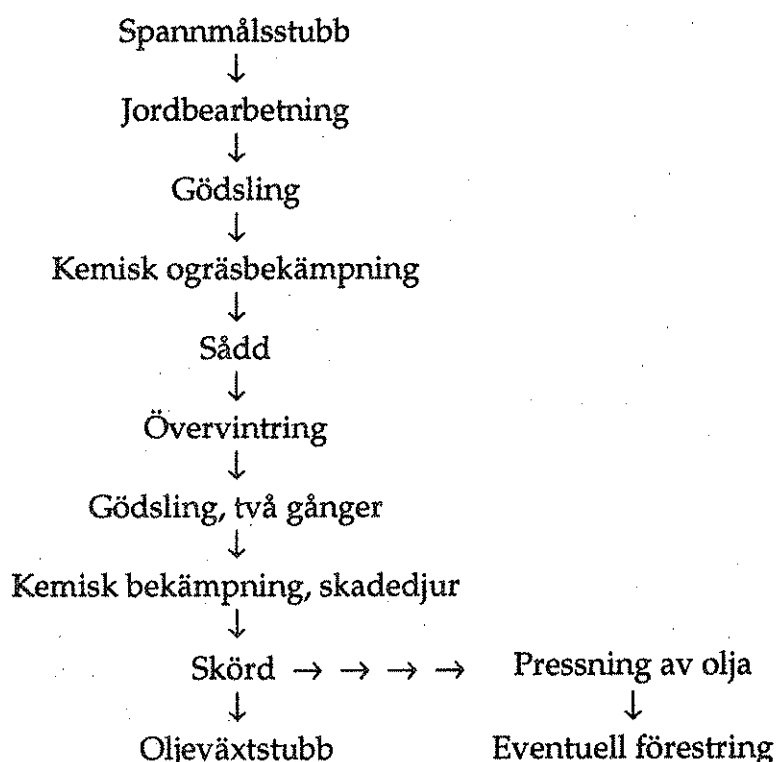 Spannmålsstubb
↓
Jordbearbetning
↓
Gödsling
↓
Kemisk ogräsbekämpning
↓
Sådd
↓
Övervintring
↓
Gödsling, två gånger
↓
Kemisk bekämpning, skadedjur
↓
Skörd → → → → Pressning av olja
↓ ↓
Oljeväxtstubb Eventuell förestring